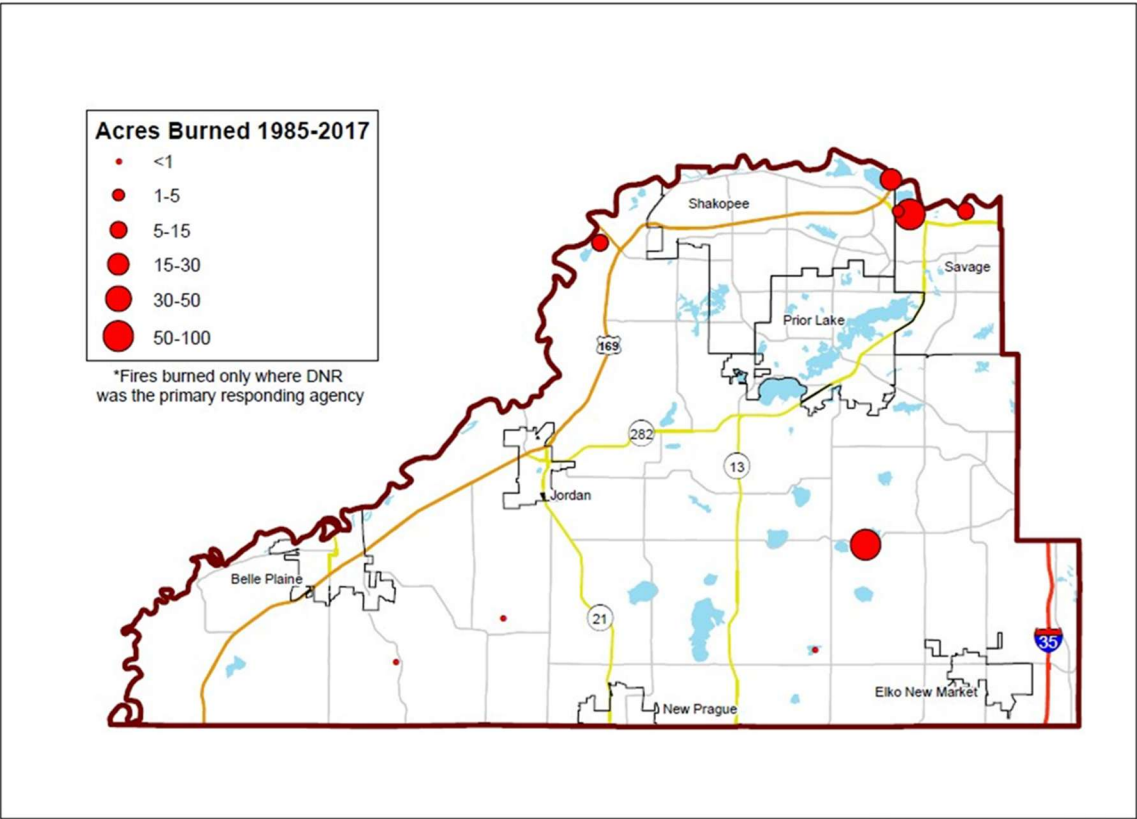 Acres Burned 1985-2017
<1
1-5
5-15
15-30
30-50
50-100
*Fires burned only where DNR
was the primary responding agency
Shakopee
Savage
Prior Lake
169
282
13
Jordan
Belle Plaine
21
35
Elko New Market
New Prague